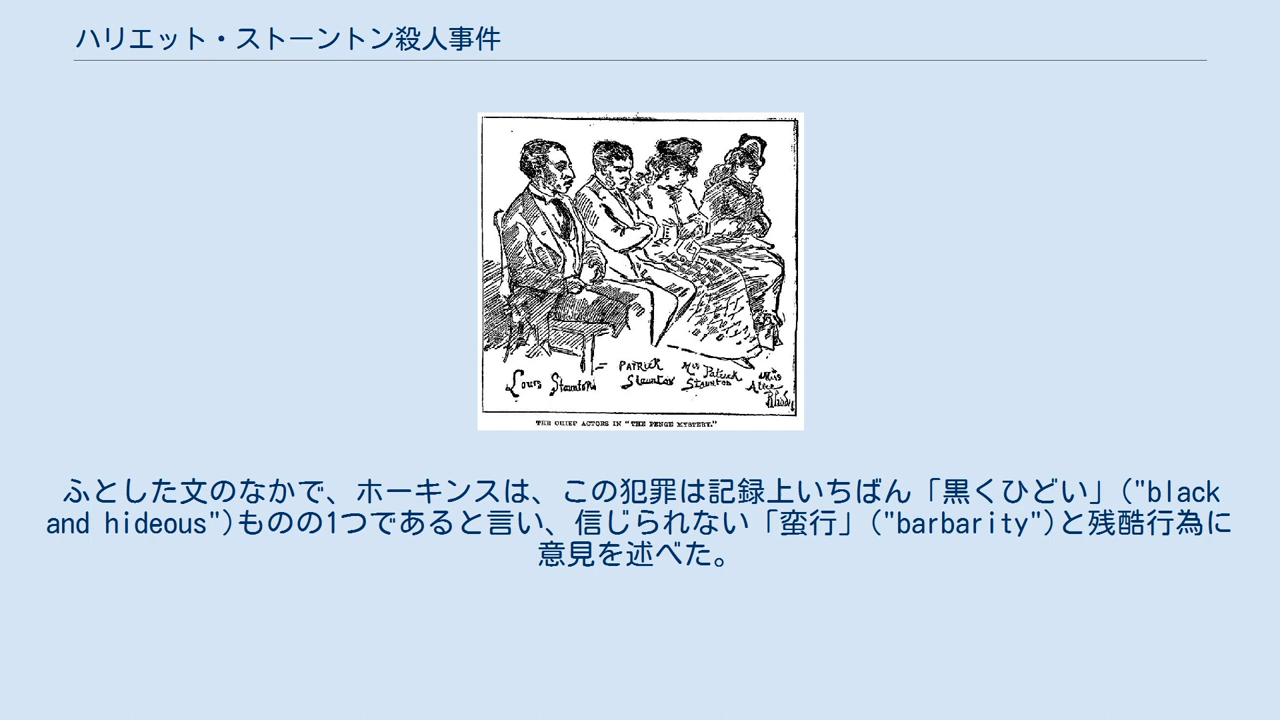 ハリエット・ストーントン殺人事件
Louis Staunton
PATRICK
Staunton
Mrs Patrick
Staunton
Miss
Alice
Rhodes
THE CHIEF ACTORS IN "THE PENGE MYSTERY."
ふとした文のなかで、ホーキンスは、この犯罪は記録上いちばん「黒くひどい」("black
and hideous")ものの1つであると言い、信じられない「蛮行」("barbarity")と残酷行為に
意見を述べた。